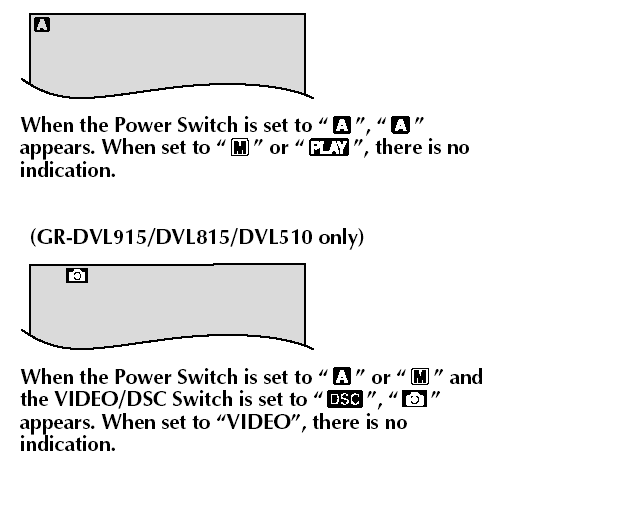 A
When the Power Switch is set to “ A ”, “ A ”
appears. When set to “ M ” or “ PLAY ”, there is no
indication.
(GR-DVL915/DVL815/DVL510 only)
When the Power Switch is set to “ A ” or “ M ” and
the VIDEO/DSC Switch is set to “ DSC ”, “ ”
appears. When set to “VIDEO”, there is no
indication.